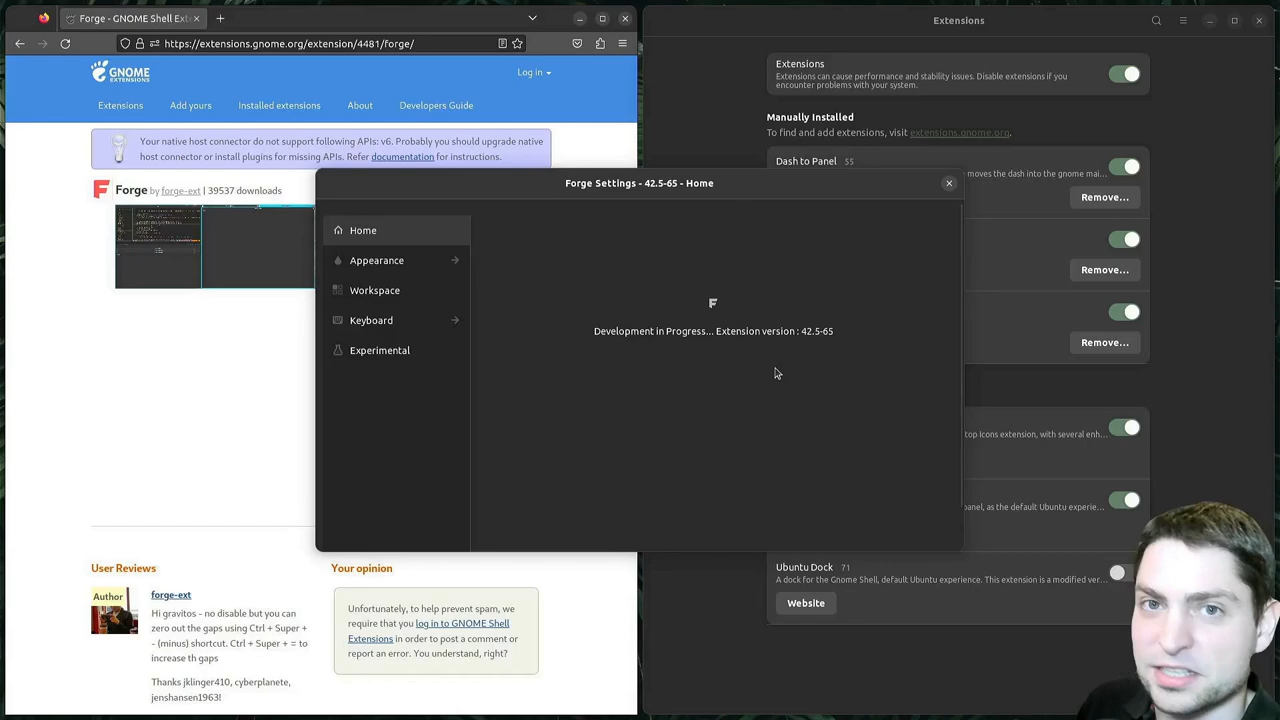 Forge - GNOME Shell Ext
https://extensions.gnome.org/extension/4481/forge/
GNOME
EXTENSIONS
Log in
Extensions
Add yours
Installed extensions
About
Developers Guide
Your native host connector do not support following APIs: v6. Probably you should upgrade native
host connector or install plugins for missing APIs. Refer documentation for instructions.
Forge by forge-ext | 39537 downloads
User Reviews
Author
forge-ext
Hi gravitos - no disable but you can
zero out the gaps using Ctrl + Super +
- (minus) shortcut. Ctrl + Super + = to
increase th gaps
Thanks jklinger410, cyberplanete,
jenshansen1963!
Your opinion
Unfortunately, to help prevent spam, we
require that you log in to GNOME Shell
Extensions in order to post a comment or
report an error. You understand, right?
Forge Settings - 42.5-65 - Home
Home
Appearance
Workspace
Keyboard
Experimental
F
Development in Progress... Extension version : 42.5-65
Extensions
Extensions
Extensions can cause performance and stability issues. Disable extensions if you
encounter problems with your system.
Manually Installed
To find and add extensions, visit extensions.gnome.org.
Dash to Panel 55
moves the dash into the gnome mai...
Remove...
Remove...
Remove...
top icons extension, with several enh...
panel, as the default Ubuntu experie...
Ubuntu Dock 71
A dock for the Gnome Shell, default Ubuntu experience. This extension is a modified ver...
Website